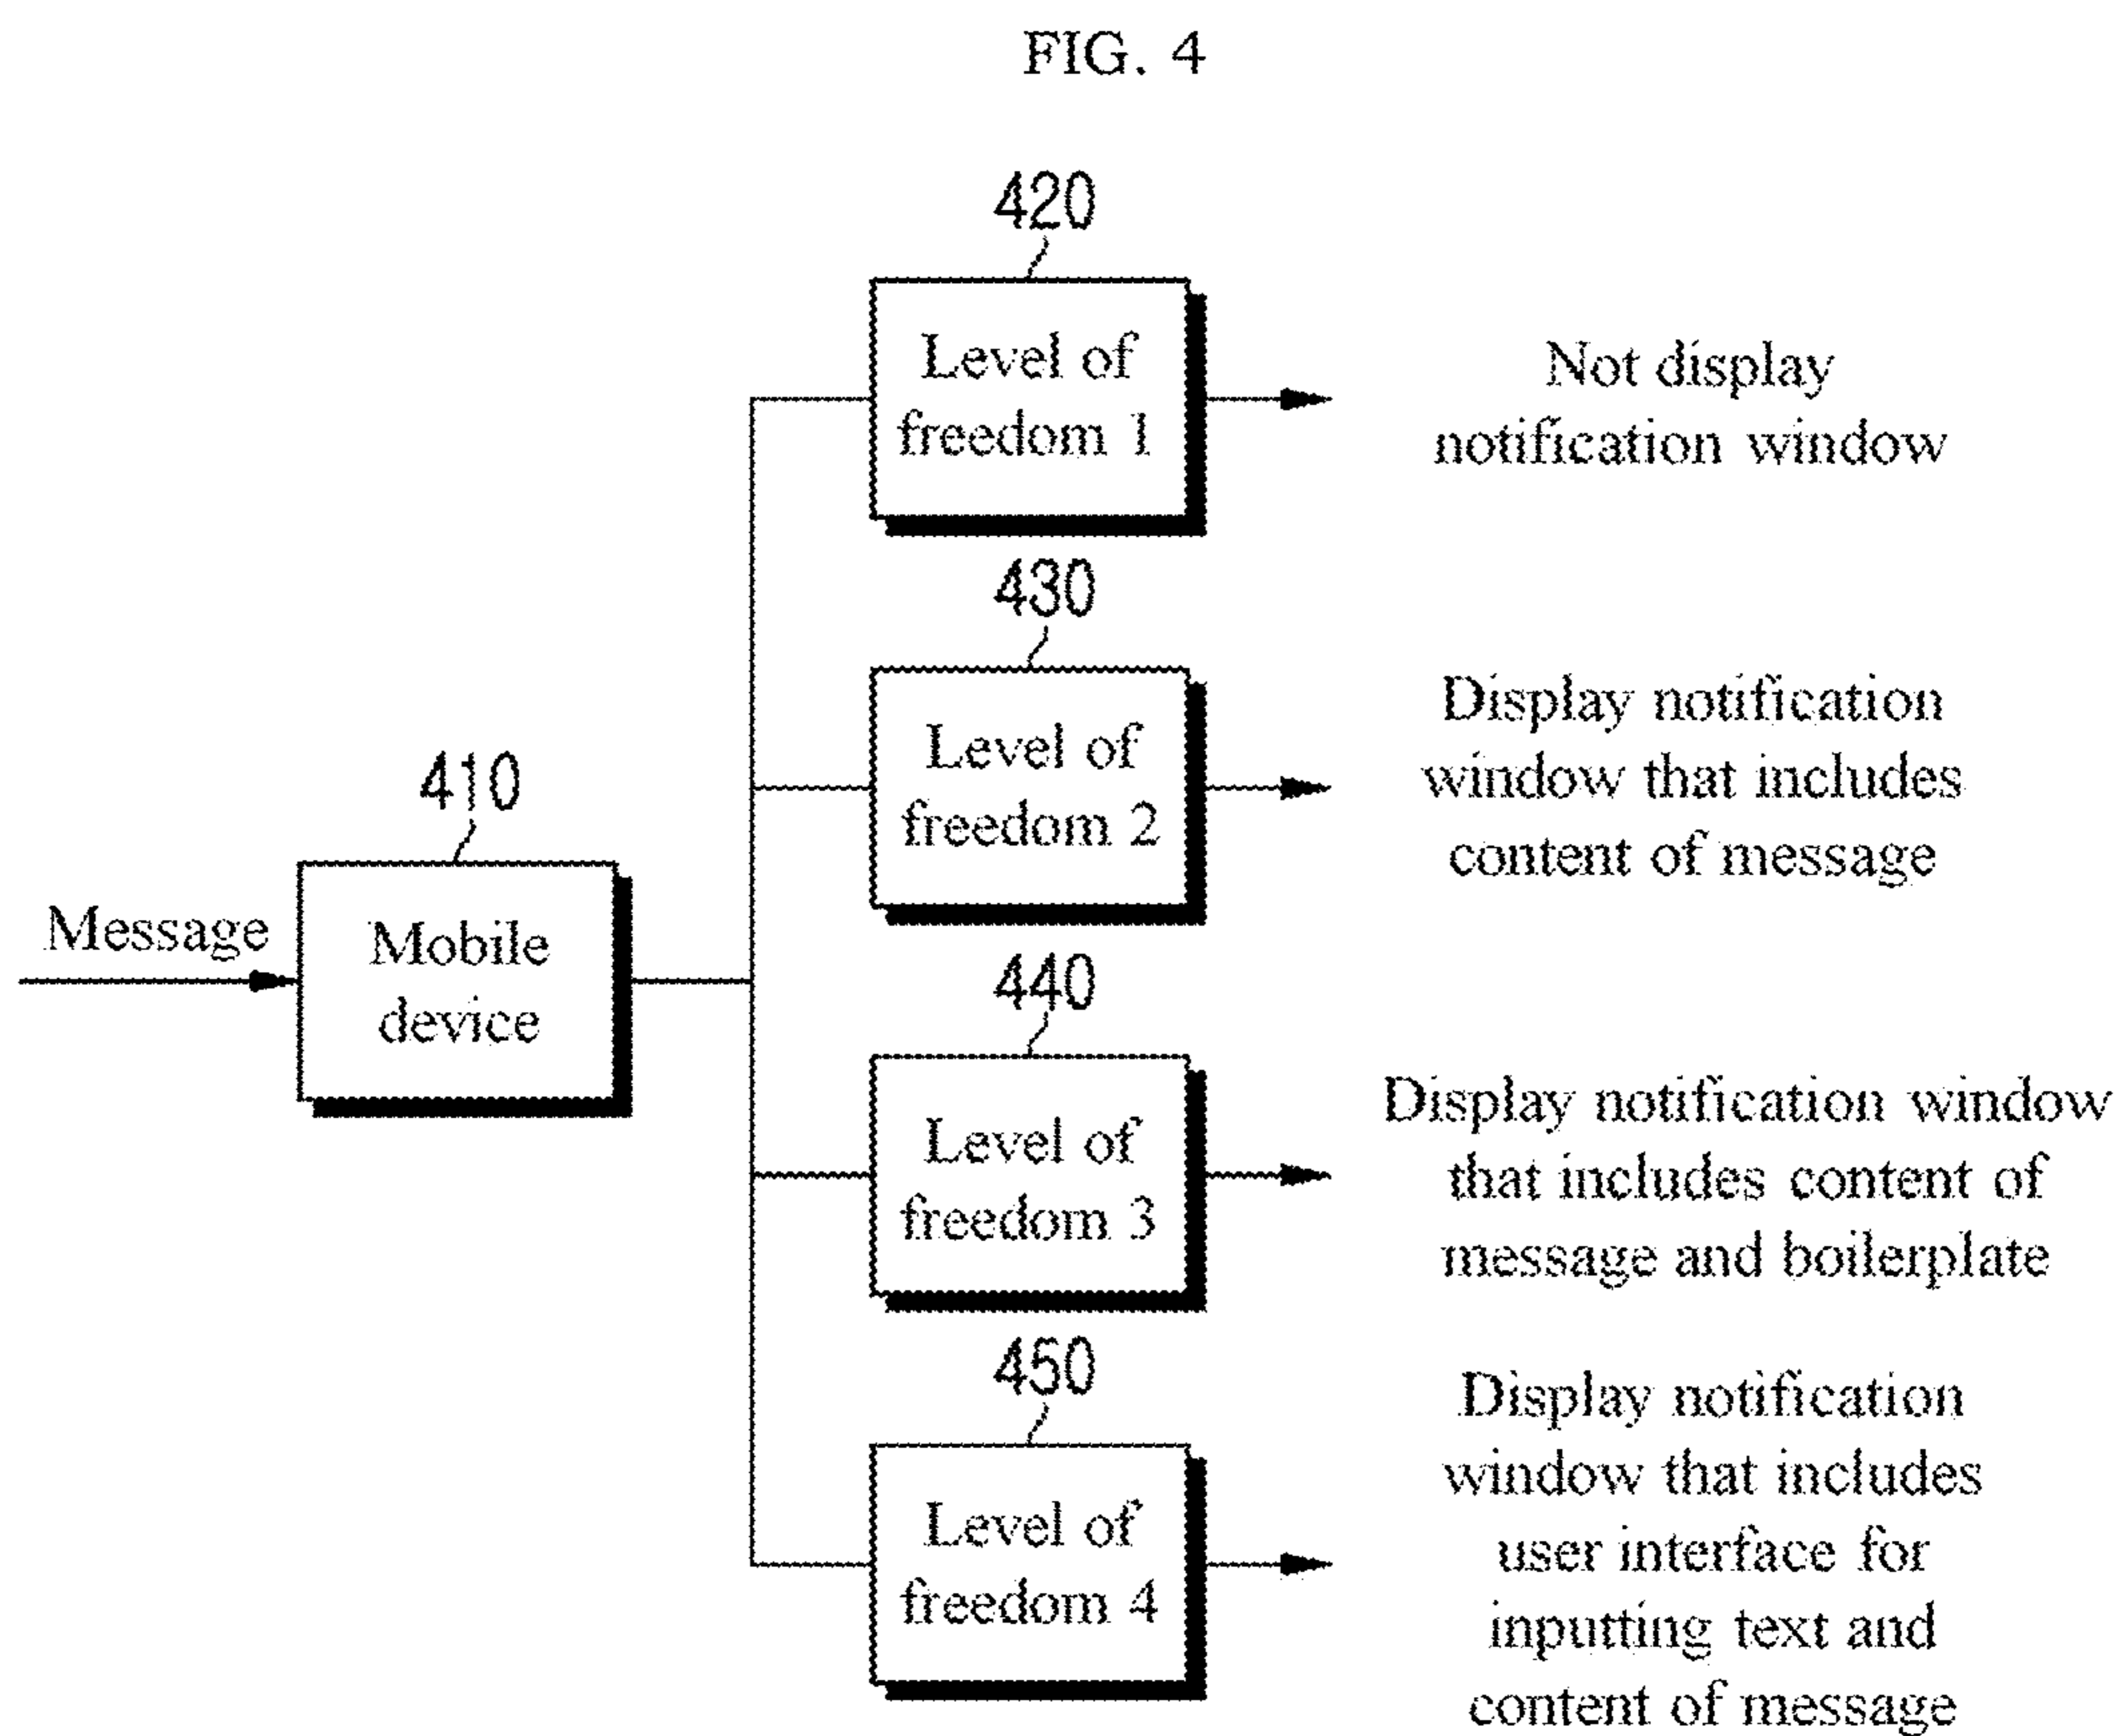 FIG. 4
420
Level of
freedom 1
Not display
notification window
430
Level of
freedom 2
Display notification
window that includes
content of message
410
Message
Mobile
device
440
Level of
freedom 3
Display notification window
that includes content of
message and boilerplate
450
Level of
freedom 4
Display notification
window that includes
user interface for
inputting text and
content of message